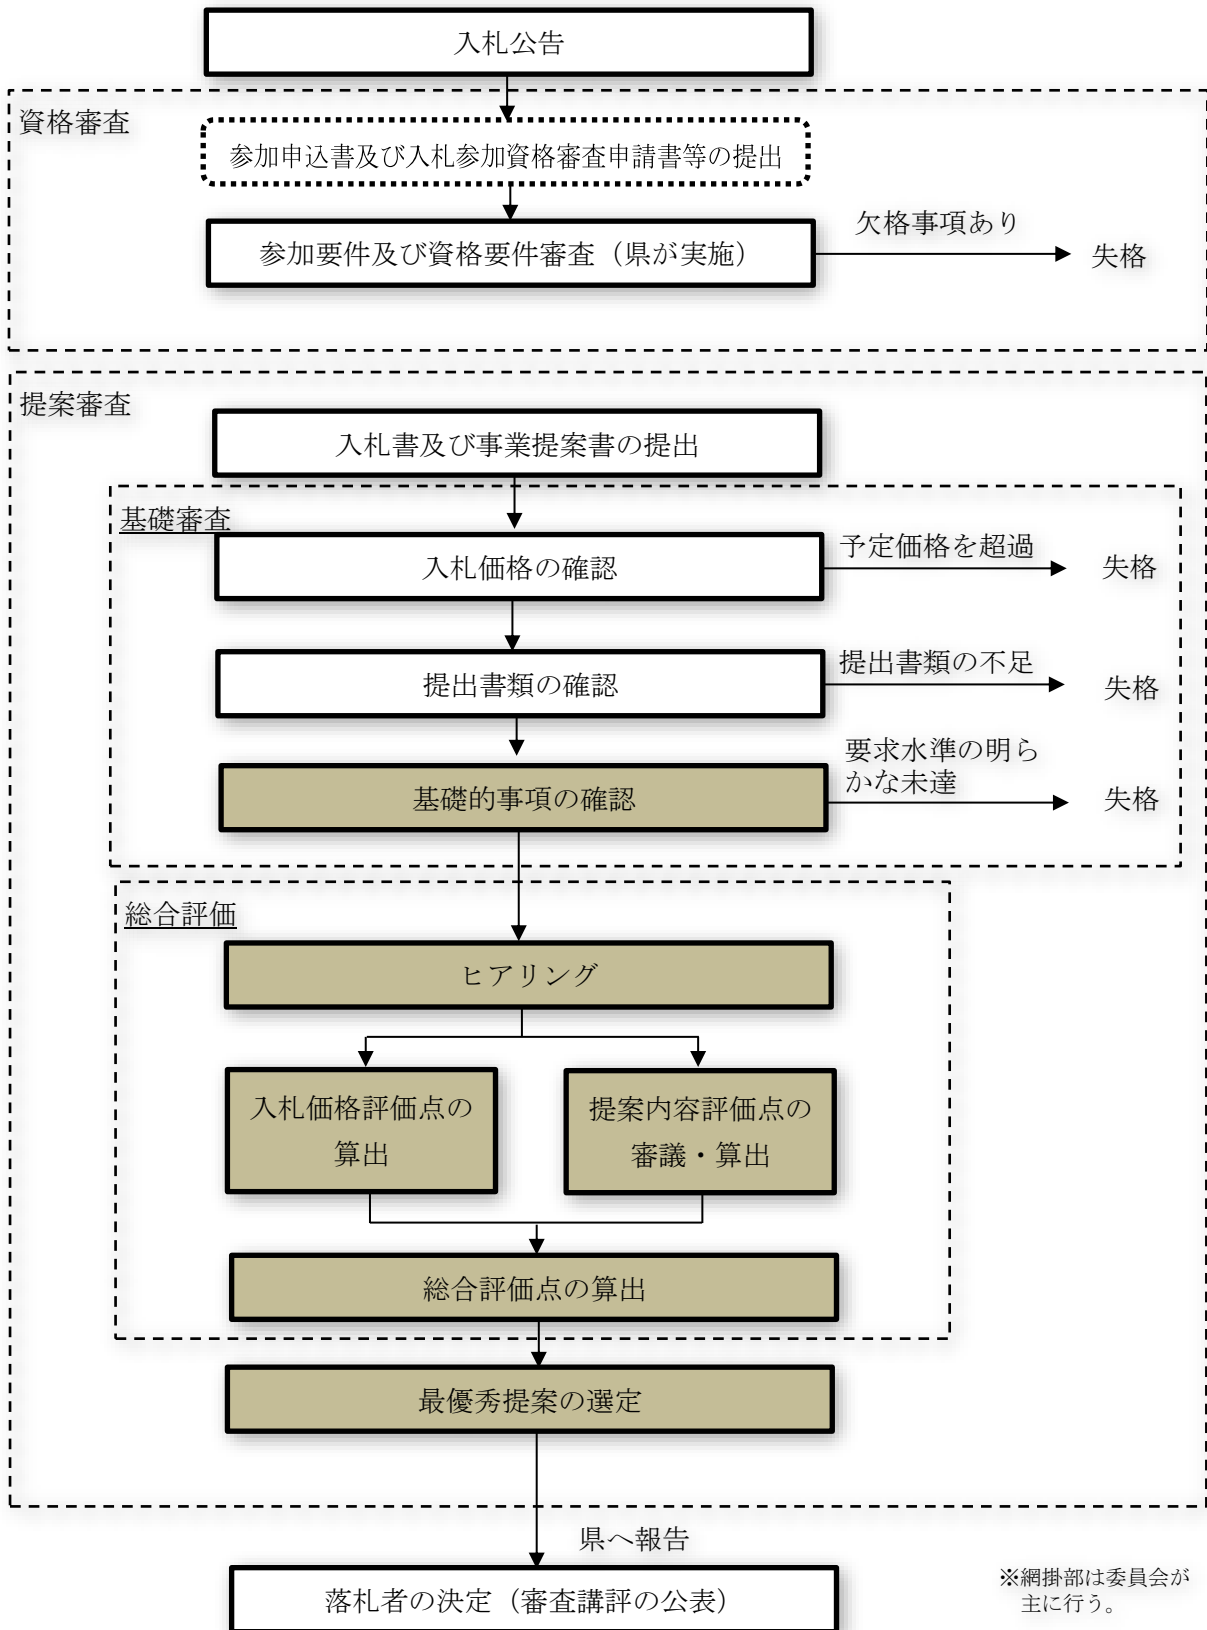 入札公告
資格審査
参加申込書及び入札参加資格審査申請書等の提出
参加要件及び資格要件審査（県が実施）
欠格事項あり
失格
提案審査
入札書及び事業提案書の提出
基礎審査
入札価格の確認
予定価格を超過
失格
提出書類の確認
提出書類の不足
失格
基礎的事項の確認
要求水準の明ら
かな未達
失格
総合評価
ヒアリング
入札価格評価点の
算出
提案内容評価点の
審議・算出
総合評価点の算出
最優秀提案の選定
県へ報告
落札者の決定（審査講評の公表）
※網掛部は委員会が
主に行う。